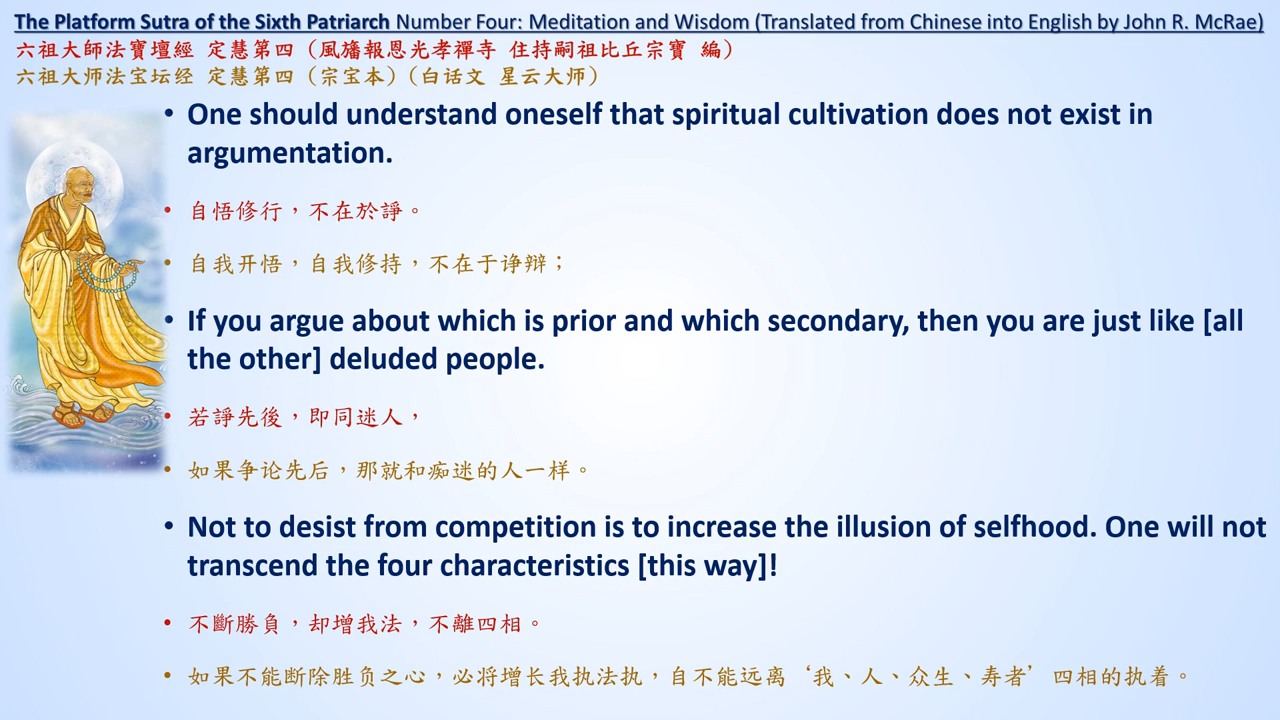 The Platform Sutra of the Sixth Patriarch Number Four: Meditation and Wisdom (Translated from Chinese into English by John R. McRae)
六祖大師法寶壇經 定慧第四 (風旛報恩光孝禪寺 住持嗣祖比丘宗寶 編)
六祖大师法宝坛经 定慧第四 (宗宝本) (白话文 星云大师)
• One should understand oneself that spiritual cultivation does not exist in
argumentation.
• 自悟修行，不在於諍。
• 自我开悟，自我修持，不在于诤辩；
• If you argue about which is prior and which secondary, then you are just like [all
the other] deluded people.
• 若諍先後，即同迷人，
• 如果争论先后，那就和痴迷的人一样。
• Not to desist from competition is to increase the illusion of selfhood. One will not
transcend the four characteristics [this way]!
• 不斷勝負，却增我法，不離四相。
• 如果不能断除胜负之心，必将增长我执法执，自不能远离‘我、人、众生、寿者’四相的执着。